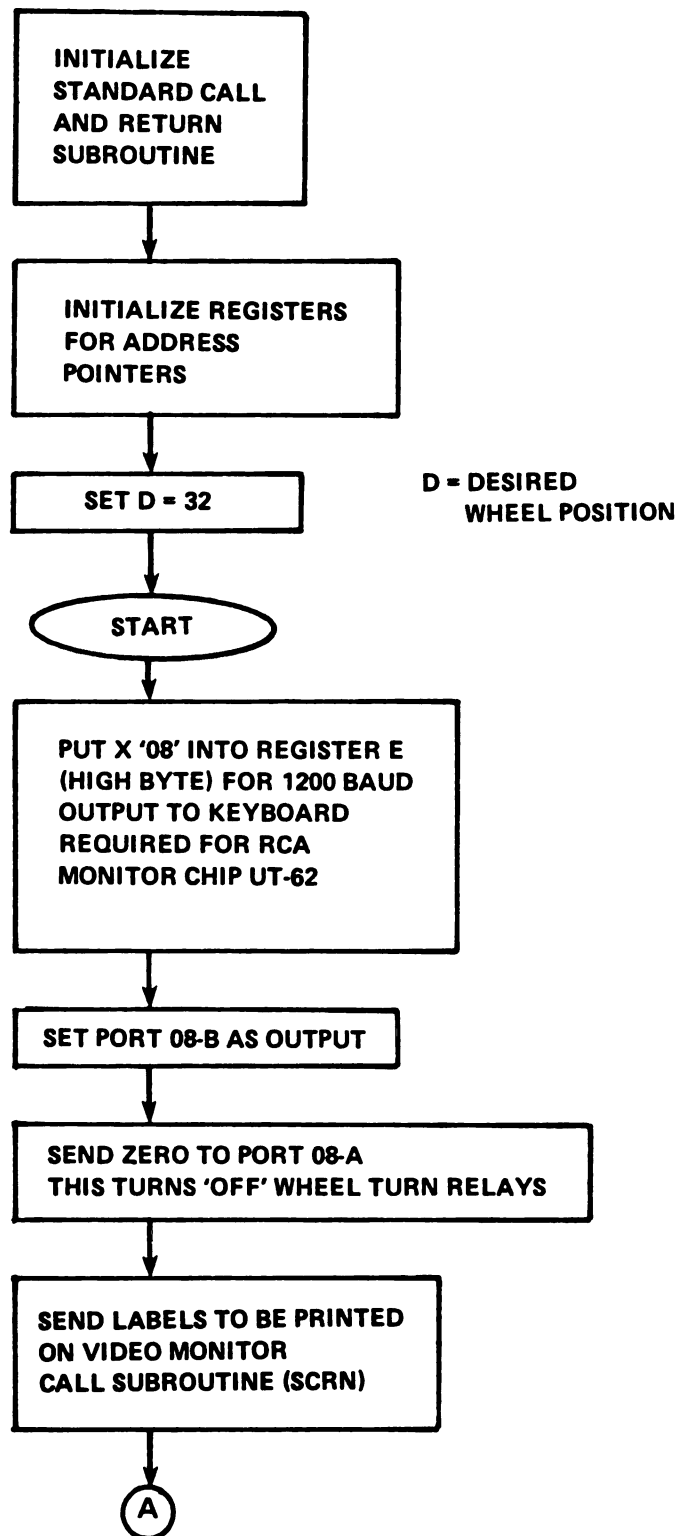 INITIALIZE
STANDARD CALL
AND RETURN
SUBROUTINE
INITIALIZE REGISTERS
FOR ADDRESS
POINTERS
SET D = 32
D = DESIRED
WHEEL POSITION
START
PUT X '08' INTO REGISTER E
(HIGH BYTE) FOR 1200 BAUD
OUTPUT TO KEYBOARD
REQUIRED FOR RCA
MONITOR CHIP UT-62
SET PORT 08-B AS OUTPUT
SEND ZERO TO PORT 08-A
THIS TURNS 'OFF' WHEEL TURN RELAYS
SEND LABELS TO BE PRINTED
ON VIDEO MONITOR
CALL SUBROUTINE (SCRN)
A